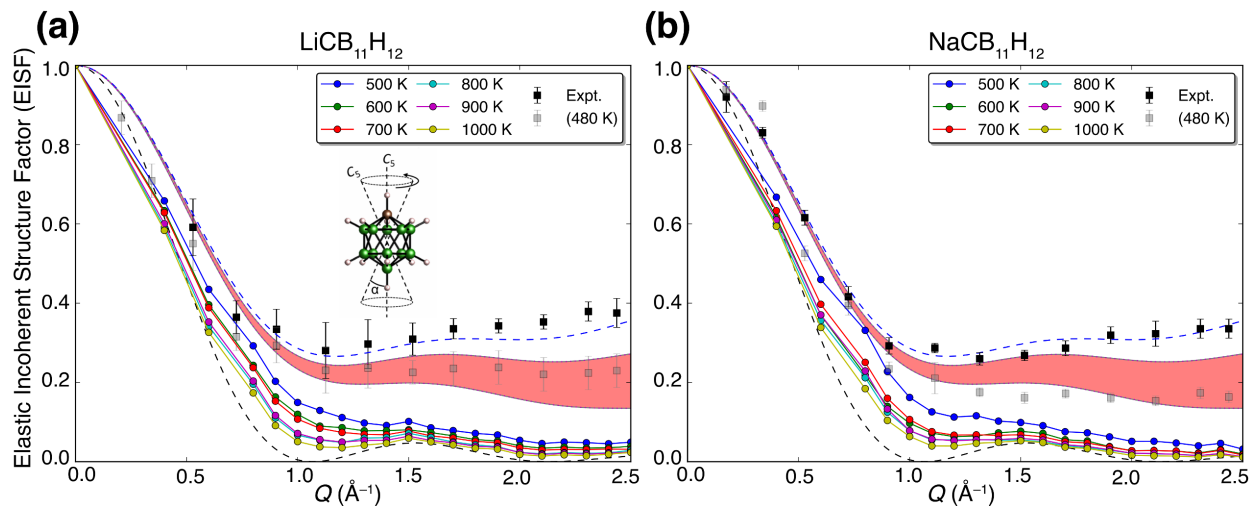 (a)
LiCB₁₁H₁₂
(b)
NaCB₁₁H₁₂
Elastic Incoherent Structure Factor (EISF)
1.0
0.8
0.6
0.4
0.2
0.0
500 K
600 K
700 K
800 K
900 K
1000 K
Expt.
(480 K)
C₅
C₅
α
0.0 0.5 1.0 1.5 2.0 2.5
Q (Å⁻¹)
1.0
0.8
0.6
0.4
0.2
0.0
500 K
600 K
700 K
800 K
900 K
1000 K
Expt.
(480 K)
0.0 0.5 1.0 1.5 2.0 2.5
Q (Å⁻¹)